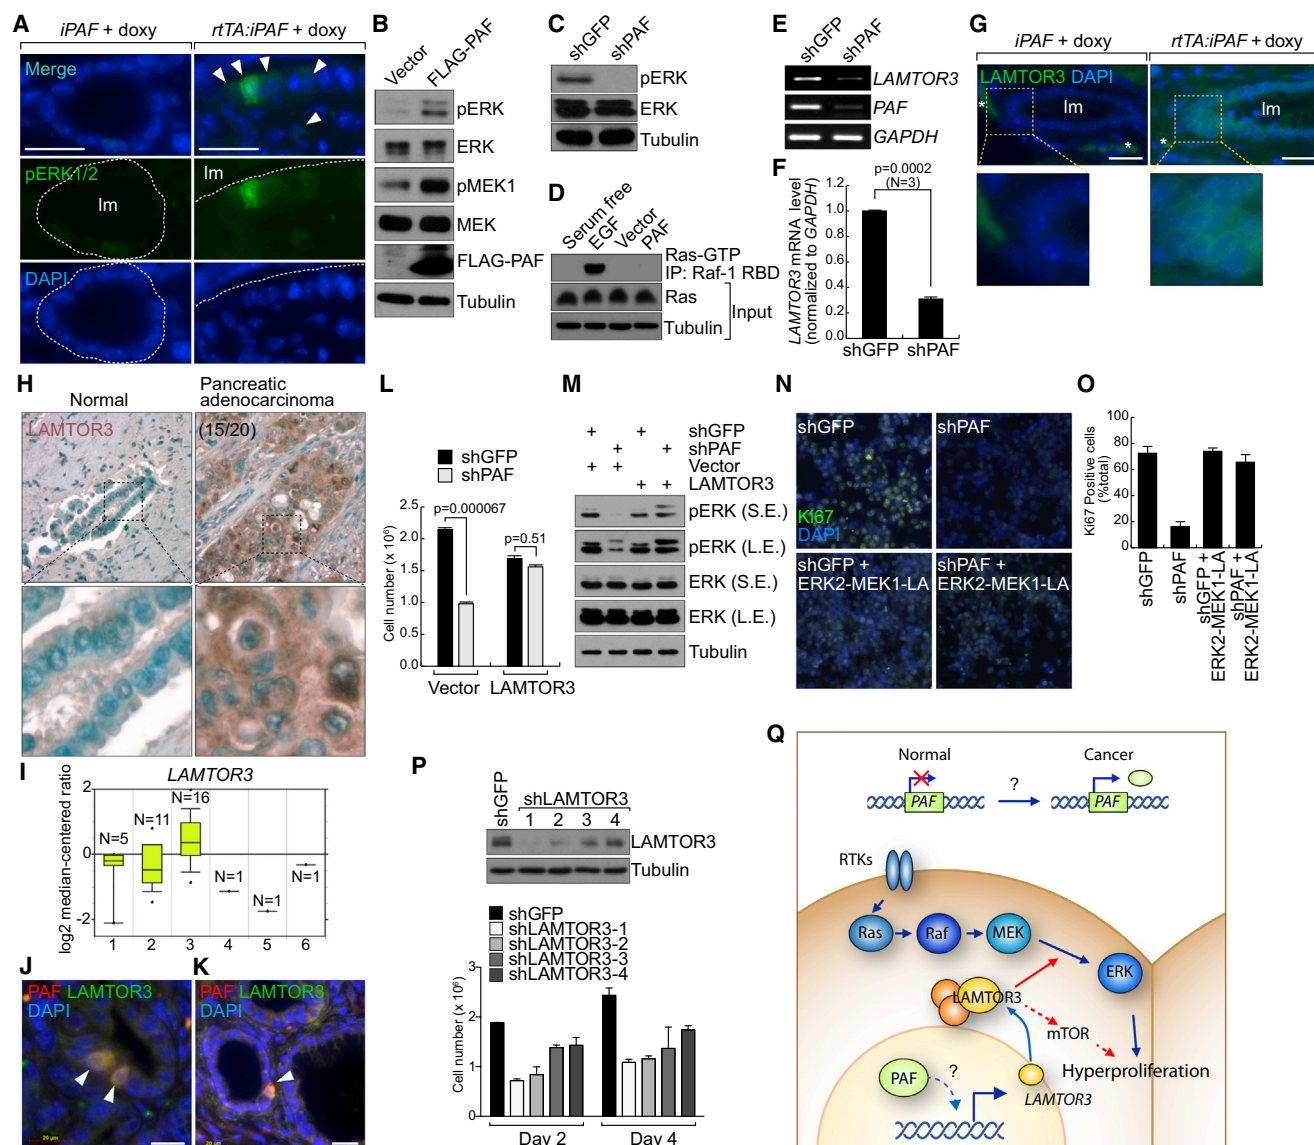 A
iPAF + doxy
rtTA:iPAF + doxy
Merge
pERK1/2
lm
lm
DAPI
B
Vector
FLAG-PAF
pERK
ERK
pMEK1
MEK
FLAG-PAF
Tubulin
C
shGFP
shPAF
pERK
ERK
Tubulin
D
Serum free
EGF
Vector
PAF
Ras-GTP
IP: Raf-1 RBD
Ras
Tubulin
Input
E
shGFP
shPAF
LAMTOR3
PAF
GAPDH
F
p=0.0002
(N=3)
LAMTOR3 mRNA level
(normalized to GAPDH)
1.2
1.0
0.8
0.6
0.4
0.2
0.0
shGFP
shPAF
G
iPAF + doxy
rtTA:iPAF + doxy
LAMTOR3 DAPI
lm
lm
*
*
*
H
Normal
Pancreatic
adenocarcinoma
LAMTOR3
(15/20)
I
LAMTOR3
log2 median-centered ratio
2
0
-2
N=5
N=11
N=16
N=1
N=1
N=1
1 2 3 4 5 6
J
PAF LAMTOR3
DAPI
20 µm
K
PAF LAMTOR3
DAPI
20 µm
L
shGFP
shPAF
Cell number (x 10⁶)
2.5
2.0
1.5
1.0
0.5
0.0
p=0.000067
p=0.51
Vector
LAMTOR3
M
+ + shGFP
+ + shPAF
+ + Vector
+ + LAMTOR3
pERK (S.E.)
pERK (L.E.)
ERK (S.E.)
ERK (L.E.)
Tubulin
N
shGFP
shPAF
Ki67
DAPI
shGFP +
ERK2-MEK1-LA
shPAF +
ERK2-MEK1-LA
O
Ki67 Positive cells
(%total)
100
80
60
40
20
0
shGFP
shPAF
shGFP +
ERK2-MEK1-LA
shPAF +
ERK2-MEK1-LA
P
shGFP
shLAMTOR3
1 2 3 4
LAMTOR3
Tubulin
shGFP
shLAMTOR3-1
shLAMTOR3-2
shLAMTOR3-3
shLAMTOR3-4
Cell number (x 10⁶)
3
2
1
0
Day 2
Day 4
Q
Normal
Cancer
PAF
?
PAF
RTKs
Ras
Raf
MEK
ERK
LAMTOR3
mTOR
Hyperproliferation
PAF
?
LAMTOR3